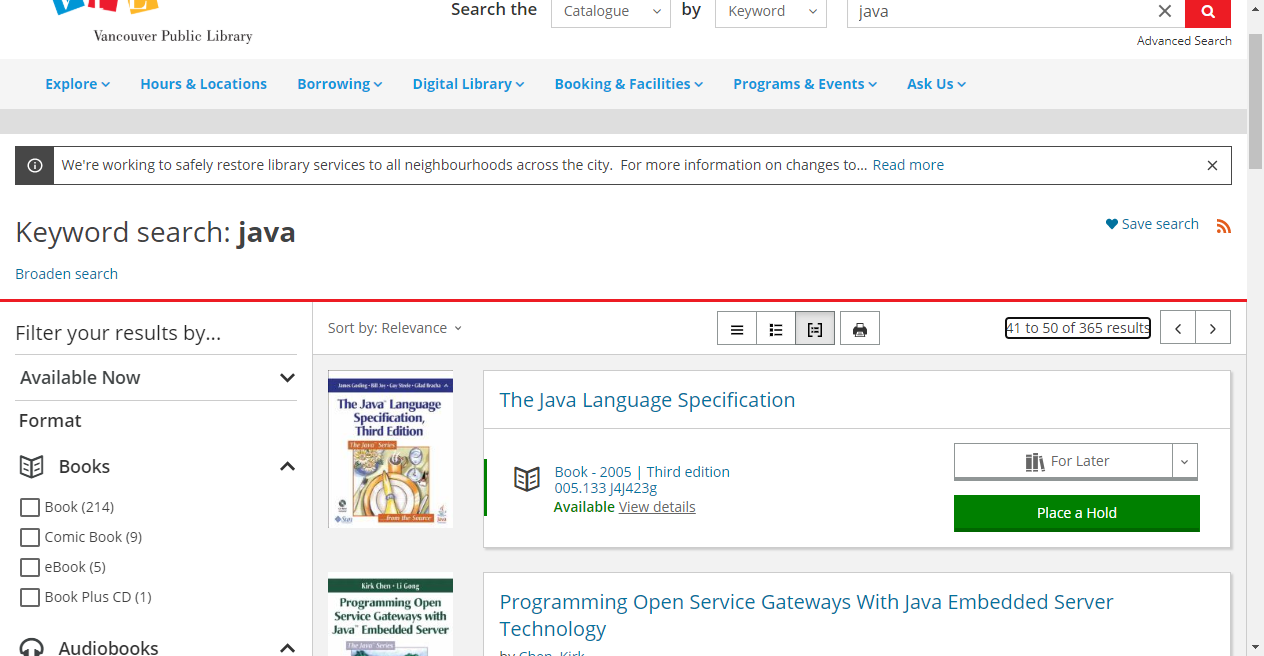 VPL
Search the Catalogue by Keyword java
Vancouver Public Library
Advanced Search
Explore Hours & Locations Borrowing Digital Library Booking & Facilities Programs & Events Ask Us
We're working to safely restore library services to all neighbourhoods across the city. For more information on changes to... Read more
Keyword search: java
Save search
Broaden search
Filter your results by...
Sort by: Relevance
41 to 50 of 365 results
Available Now
Format
Books
Book (214)
Comic Book (9)
eBook (5)
Book Plus CD (1)
Audiobooks
James Gosling • Bill Joy • Guy Steele • Gilad Bracha
The Java™ Language
Specification,
Third Edition
The Java™ Series
Sun
...from the Source™
Java
The Java Language Specification
Book - 2005 | Third edition
005.133 J4J423g
Available View details
For Later
Place a Hold
Kirk Chen • Li Gong
Programming Open
Service Gateways with
Java™ Embedded Server
The Java™ Series
Programming Open Service Gateways With Java Embedded Server
Technology
by Chen, Kirk